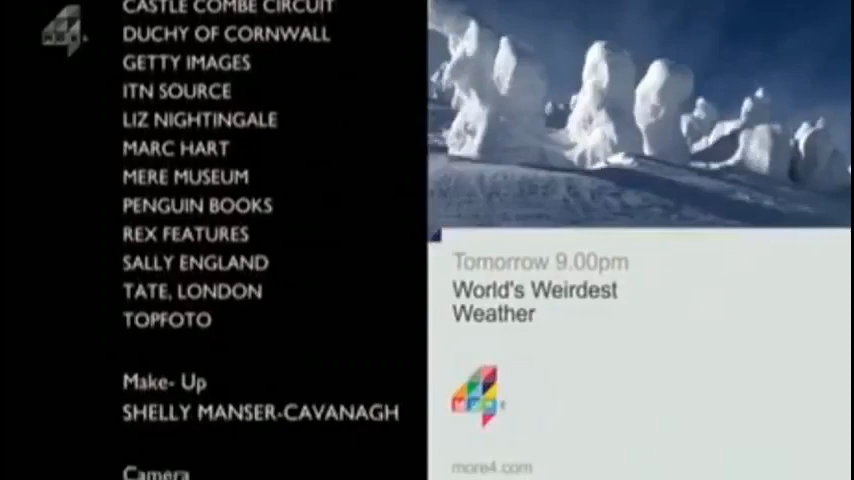 CASTLE COMBE CIRCUIT
DUCHY OF CORNWALL
GETTY IMAGES
ITN SOURCE
LIZ NIGHTINGALE
MARC HART
MERE MUSEUM
PENGUIN BOOKS
REX FEATURES
SALLY ENGLAND
TATE, LONDON
TOPFOTO
Make- Up
SHELLY MANSER-CAVANAGH
Camera
Tomorrow 9.00pm
World's Weirdest
Weather
MORE
more4.com